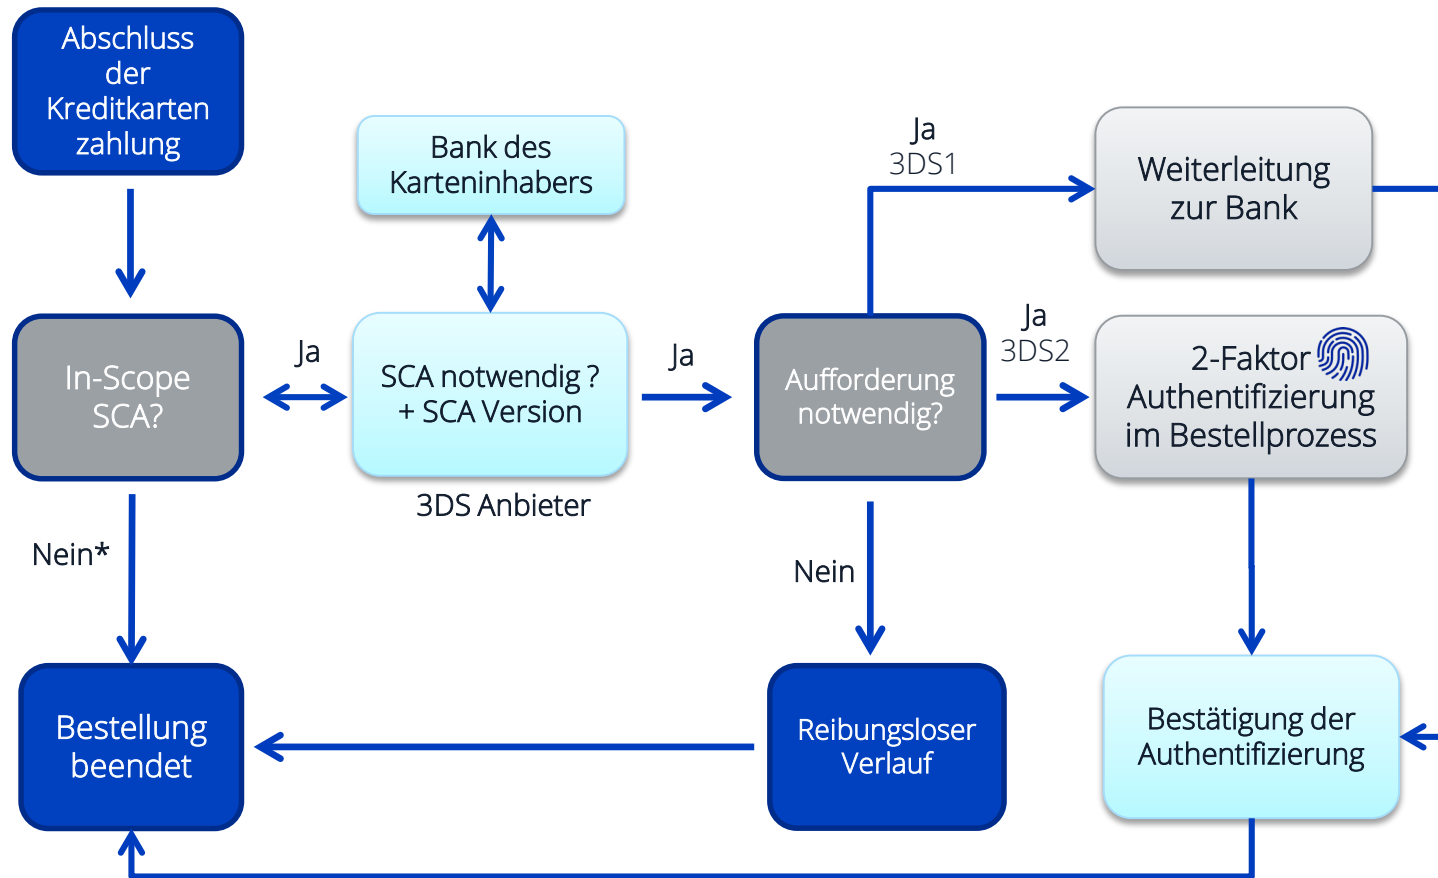 Abschluss
der
Kreditkarten
zahlung
Bank des
Karteninhabers
Ja
3DS1
Weiterleitung
zur Bank
In-Scope
SCA?
Ja
SCA notwendig ?
+ SCA Version
3DS Anbieter
Ja
Aufforderung
notwendig?
Ja
3DS2
2-Faktor
Authentifizierung
im Bestellprozess
Nein*
Nein
Bestellung
beendet
Reibungsloser
Verlauf
Bestätigung der
Authentifizierung